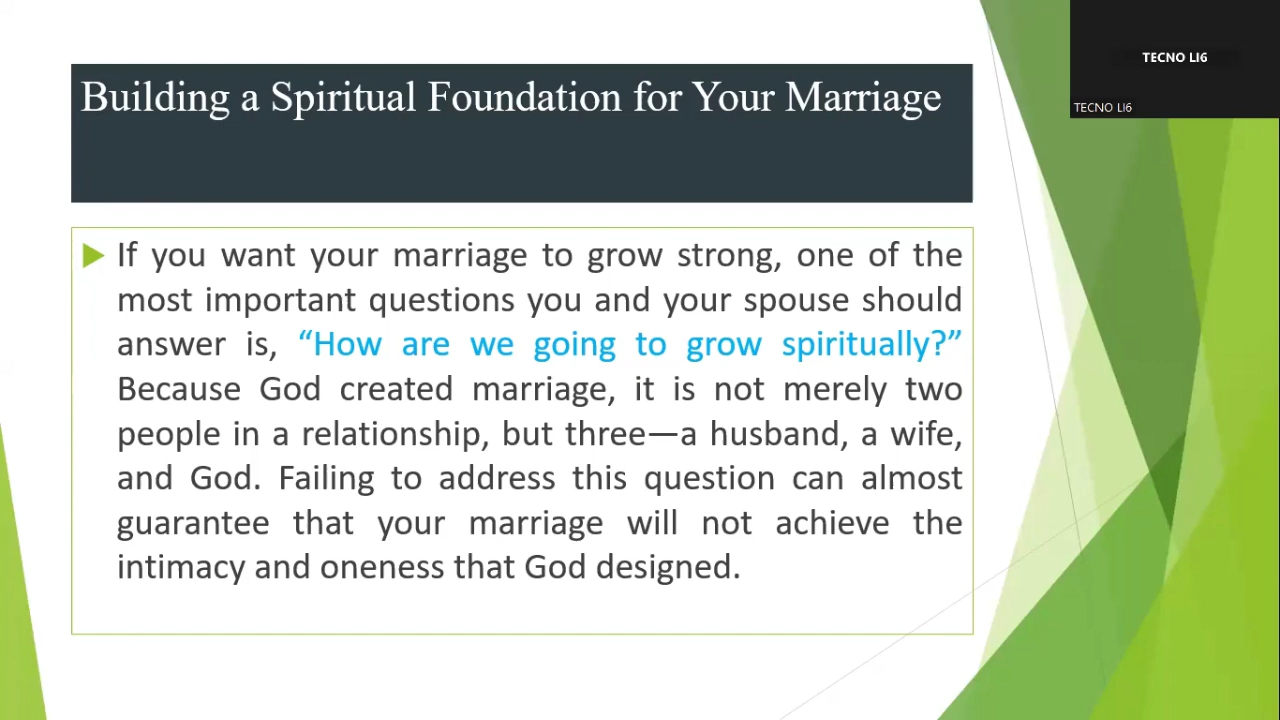 Building a Spiritual Foundation for Your Marriage
If you want your marriage to grow strong, one of the
most important questions you and your spouse should
answer is, “How are we going to grow spiritually?”
Because God created marriage, it is not merely two
people in a relationship, but three—a husband, a wife,
and God. Failing to address this question can almost
guarantee that your marriage will not achieve the
intimacy and oneness that God designed.
TECNO LI6
TECNO LI6